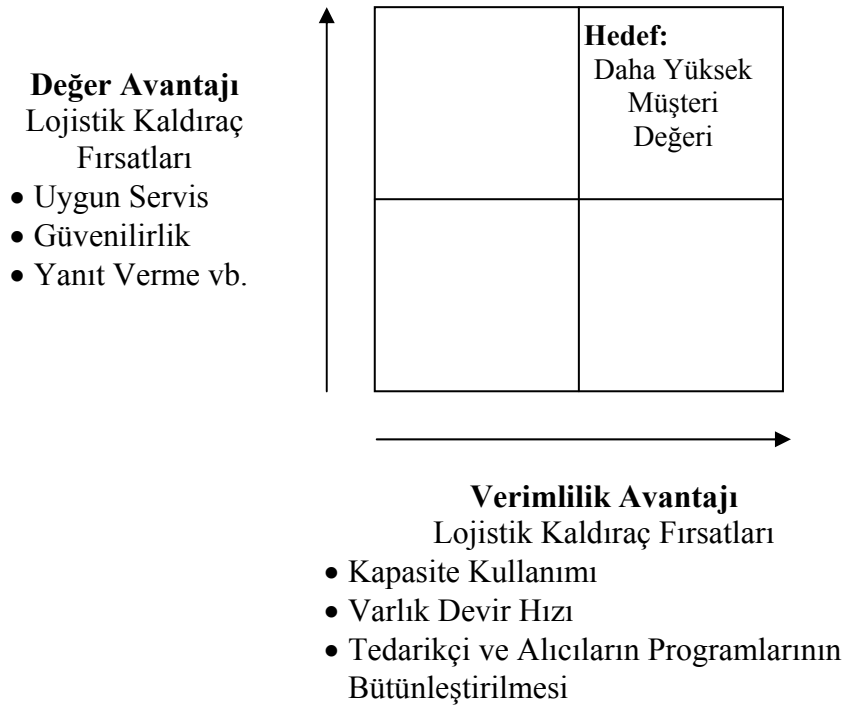 Hedef:
Daha Yüksek
Müşteri
Değeri
Değer Avantajı
Lojistik Kaldıraç
Fırsatları
• Uygun Servis
• Güvenilirlik
• Yanıt Verme vb.
Verimlilik Avantajı
Lojistik Kaldıraç Fırsatları
• Kapasite Kullanımı
• Varlık Devir Hızı
• Tedarikçi ve Alıcıların Programlarının
Bütünleştirilmesi